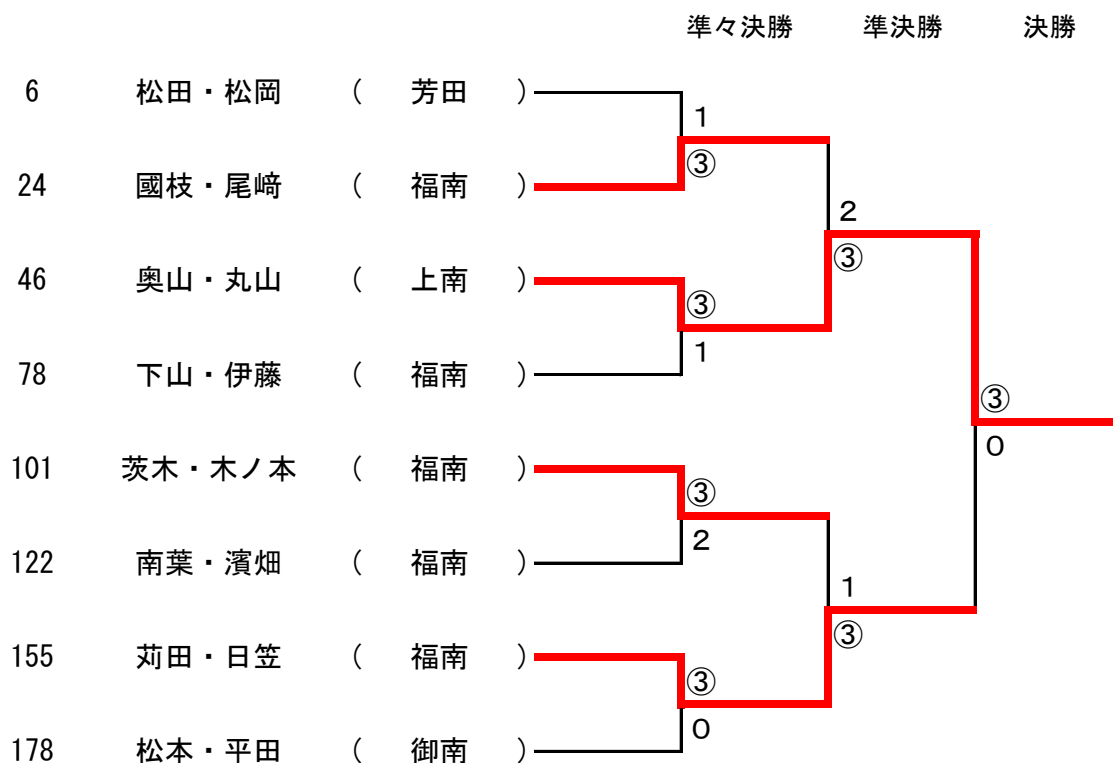 準々決勝 準決勝 決勝
6 松田・松岡 ( 芳田 )
1
③
24 國枝・尾﨑 ( 福南 )
2
③
46 奥山・丸山 ( 上南 )
③
1
78 下山・伊藤 ( 福南 )
③
0
101 茨木・木ノ本 ( 福南 )
③
2
122 南葉・濱畑 ( 福南 )
1
③
155 苅田・日笠 ( 福南 )
③
0
178 松本・平田 ( 御南 )